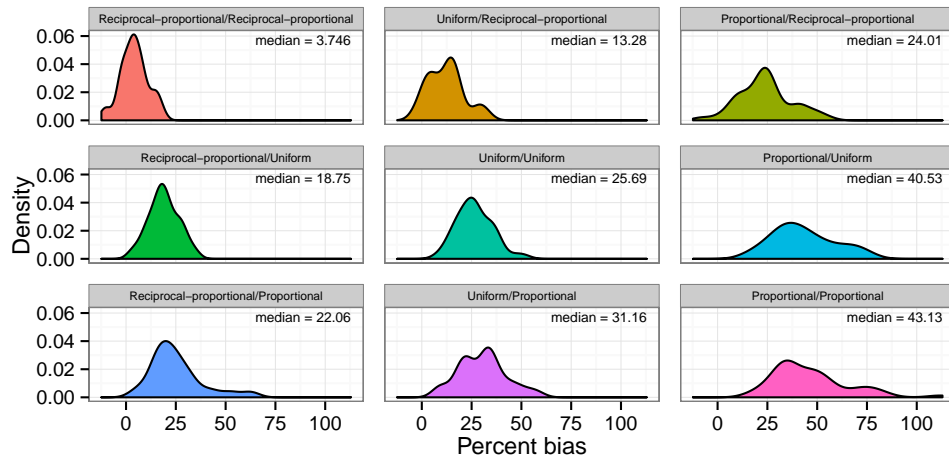 Reciprocal−proportional/Reciprocal−proportional
Uniform/Reciprocal−proportional
Proportional/Reciprocal−proportional
median = 3.746
median = 13.28
median = 24.01
0.06
0.04
0.02
0.00
Reciprocal−proportional/Uniform
Uniform/Uniform
Proportional/Uniform
median = 18.75
median = 25.69
median = 40.53
0.06
0.04
0.02
0.00
Density
Reciprocal−proportional/Proportional
Uniform/Proportional
Proportional/Proportional
median = 22.06
median = 31.16
median = 43.13
0.06
0.04
0.02
0.00
0 25 50 75 100
0 25 50 75 100
0 25 50 75 100
Percent bias